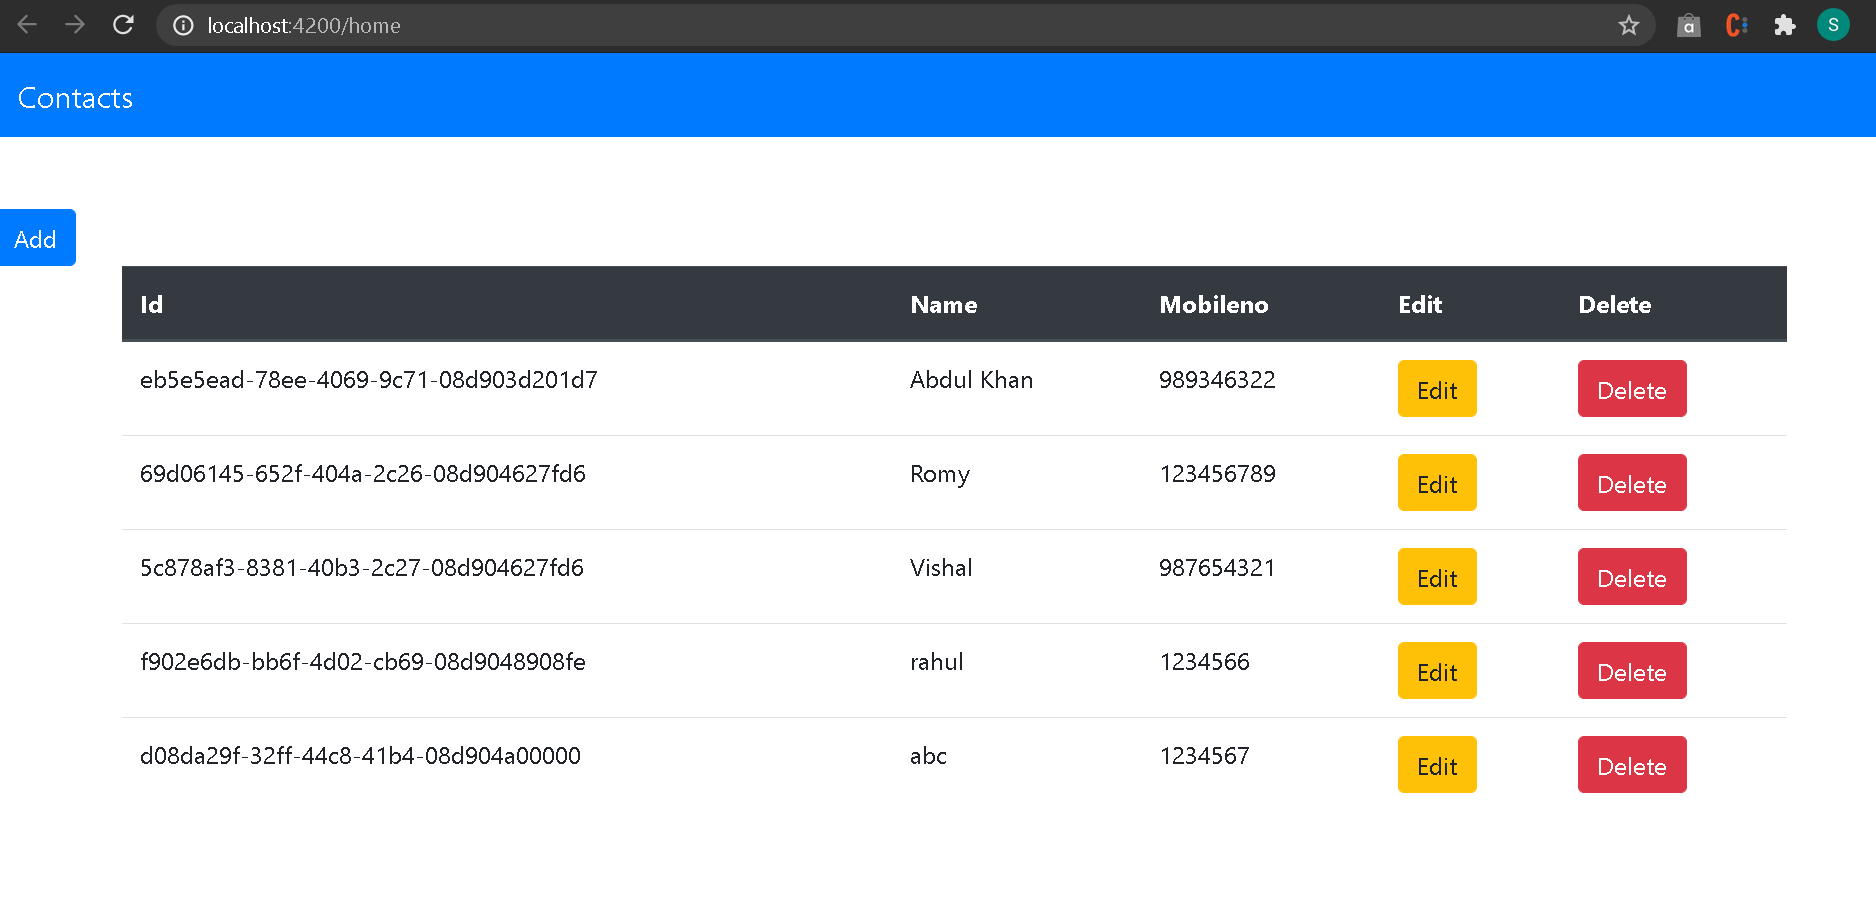 localhost:4200/home
a
S
Contacts
Add
Id Name Mobileno Edit Delete
eb5e5ead-78ee-4069-9c71-08d903d201d7 Abdul Khan 989346322 Edit Delete
69d06145-652f-404a-2c26-08d904627fd6 Romy 123456789 Edit Delete
5c878af3-8381-40b3-2c27-08d904627fd6 Vishal 987654321 Edit Delete
f902e6db-bb6f-4d02-cb69-08d9048908fe rahul 1234566 Edit Delete
d08da29f-32ff-44c8-41b4-08d904a00000 abc 1234567 Edit Delete